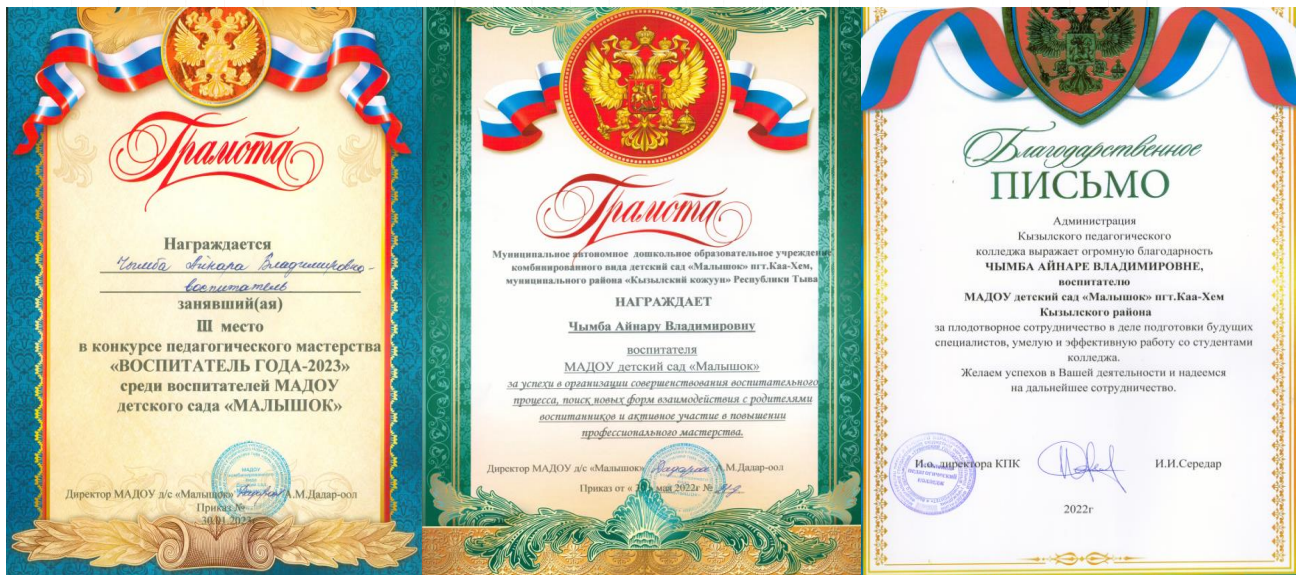 Грамота
Награждается
Чымба Айнара Владимировна -
воспитатель
занявший(ая)
III место
в конкурсе педагогического мастерства
«ВОСПИТАТЕЛЬ ГОДА-2023»
среди воспитателей МАДОУ
детского сада «МАЛЫШОК»
МАДОУ
Директор МАДОУ д/с «Малышок» А.М.Дадар-оол
Приказ №
30.01.2023г
Грамота
Муниципальное автономное дошкольное образовательное учреждение
комбинированного вида детский сад «Малышок» пгт.Каа-Хем,
муниципального района «Кызылский кожуун» Республики Тыва
НАГРАЖДАЕТ
Чымба Айнару Владимировну
воспитателя
МАДОУ детский сад «Малышок»
за успехи в организации совершенствования воспитательного
процесса, поиск новых форм взаимодействия с родителями
воспитанников и активное участие в повышении
профессионального мастерства.
Директор МАДОУ д/с «Малышок» А.М.Дадар-оол
Приказ от « 30 » мая 2022г №
Благодарственное
ПИСЬМО
Администрация
Кызылского педагогического
колледжа выражает огромную благодарность
ЧЫМБА АЙНАРЕ ВЛАДИМИРОВНЕ,
воспитателю
МАДОУ детский сад «Малышок» пгт.Каа-Хем
Кызылского района
за плодотворное сотрудничество в деле подготовки будущих
специалистов, умелую и эффективную работу со студентами
колледжа.
Желаем успехов в Вашей деятельности и надеемся
на дальнейшее сотрудничество.
И.о. директора КПК И.И.Середар
педагогический
колледж
2022г